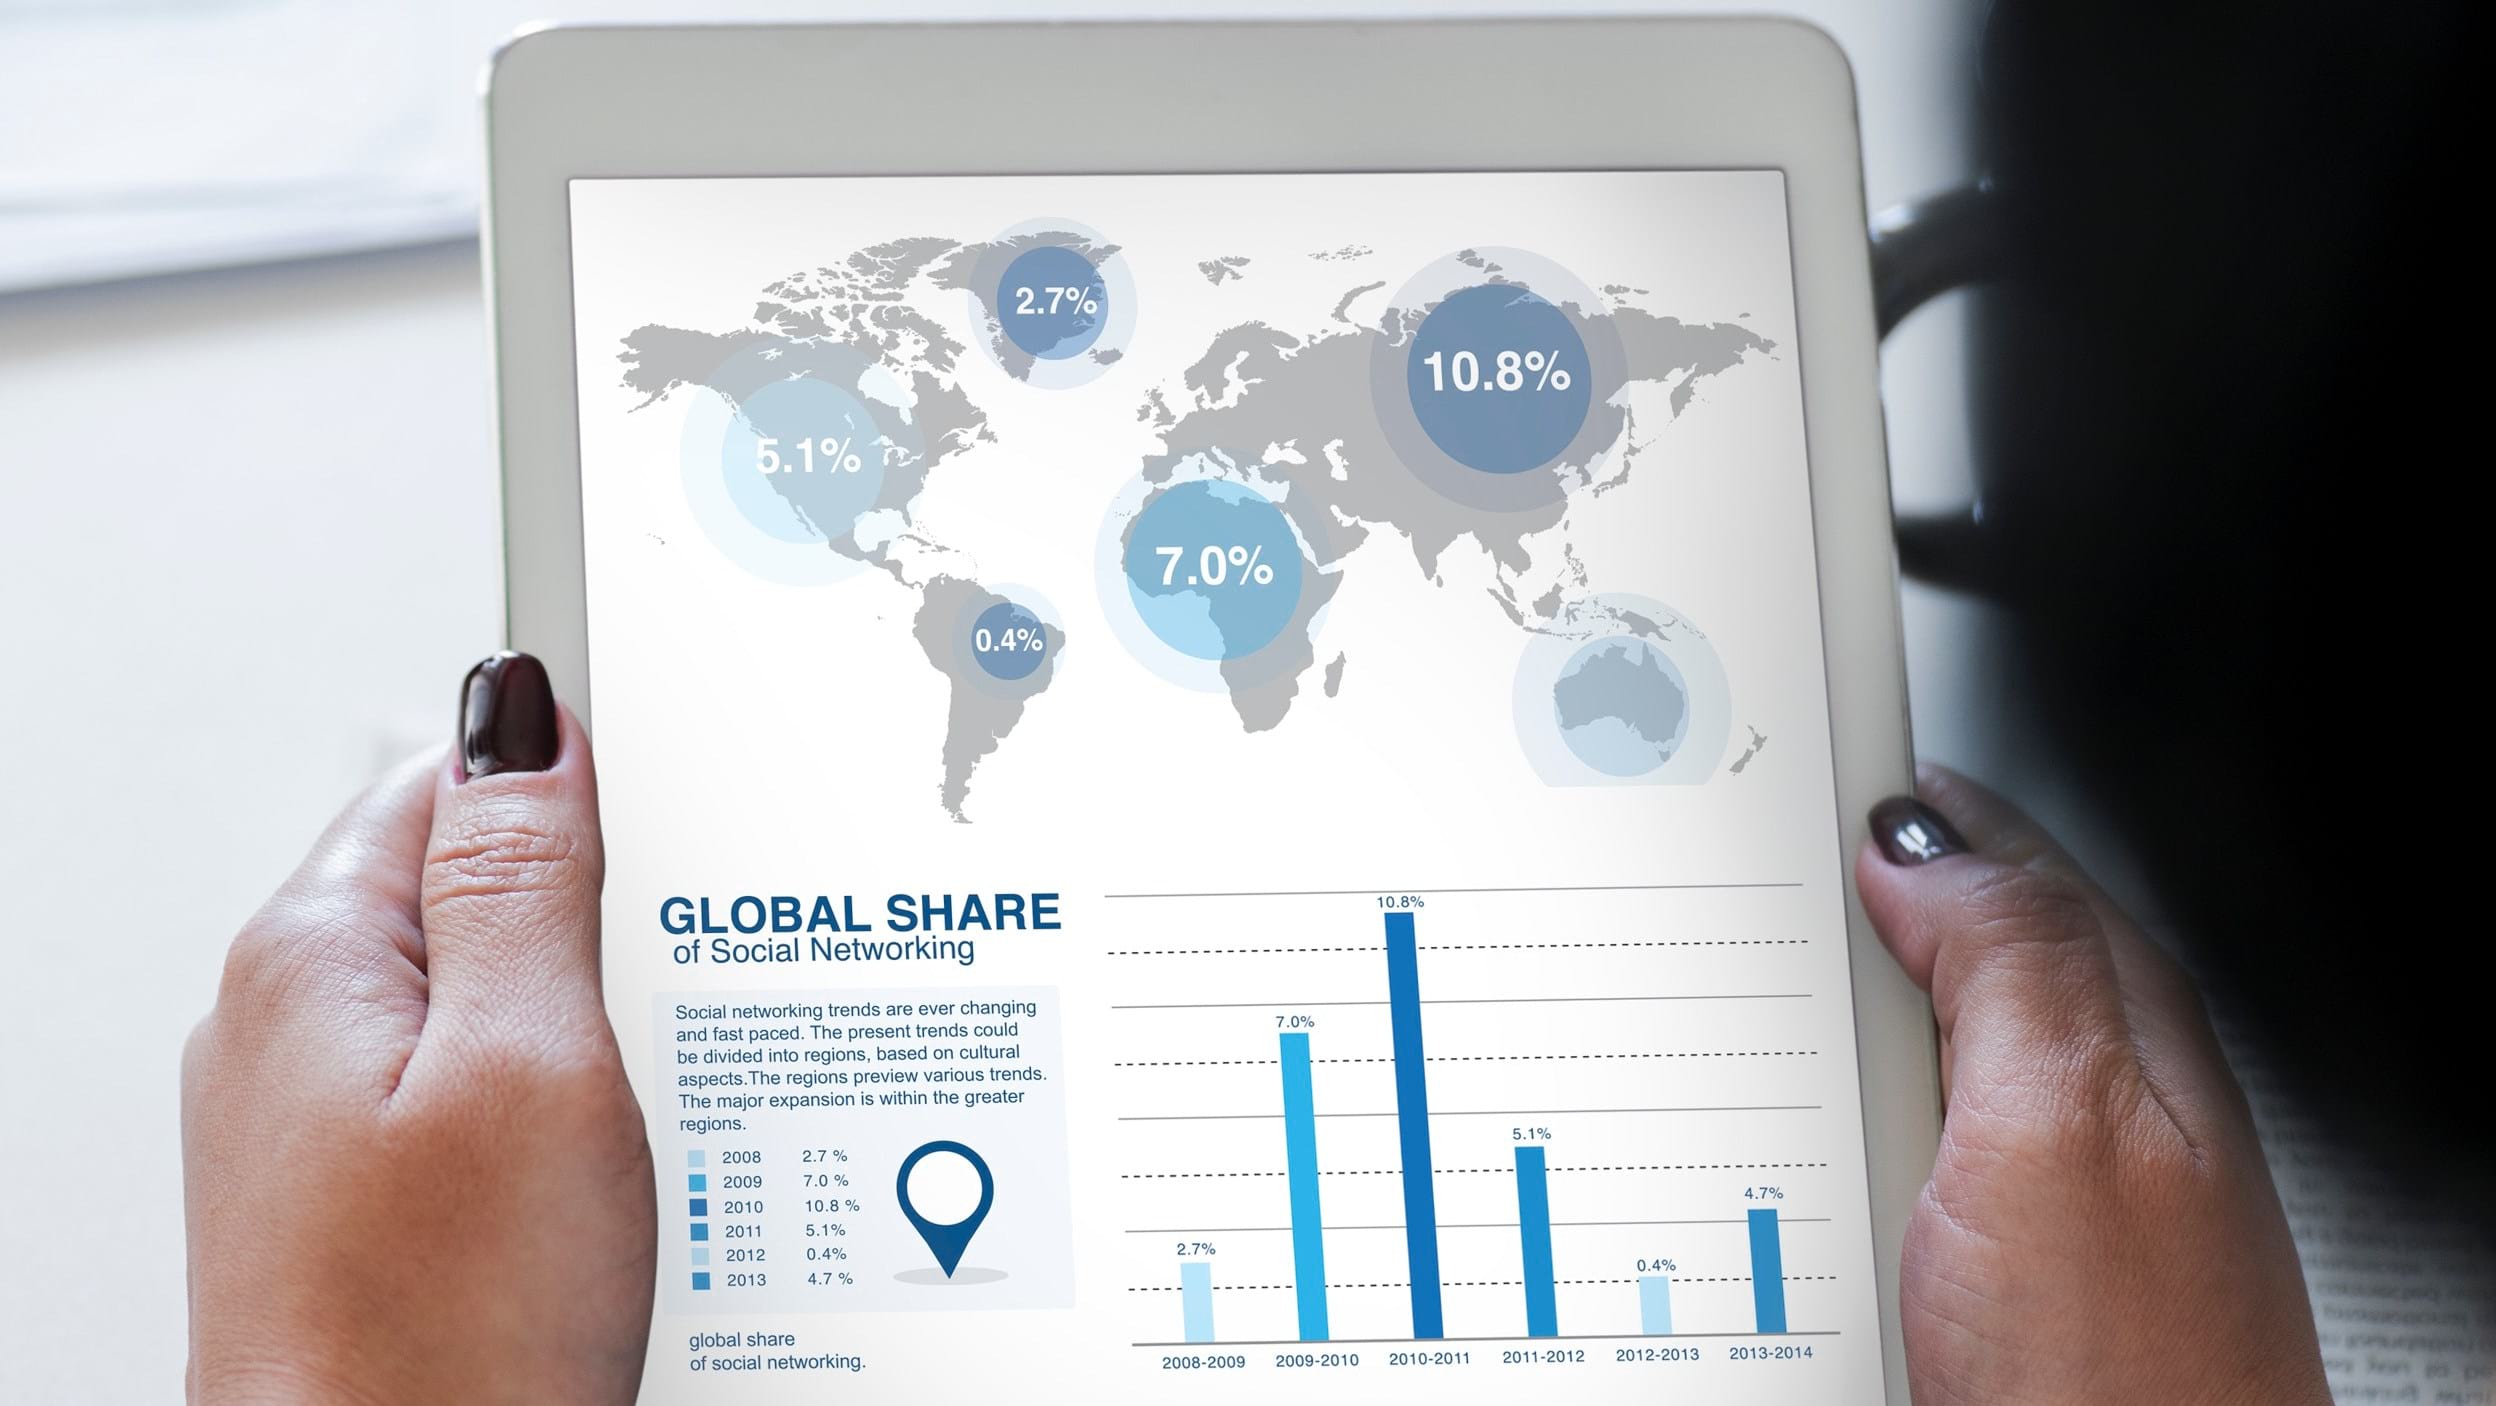 2.7%
10.8%
5.1%
7.0%
0.4%
GLOBAL SHARE
of Social Networking
Social networking trends are ever changing
and fast paced. The present trends could
be divided into regions, based on cultural
aspects.The regions preview various trends.
The major expansion is within the greater
regions.
2008 2.7 %
2009 7.0 %
2010 10.8 %
2011 5.1%
2012 0.4%
2013 4.7 %
global share
of social networking.
10.8%
7.0%
5.1%
4.7%
2.7%
0.4%
2008-2009 2009-2010 2010-2011 2011-2012 2012-2013 2013-2014